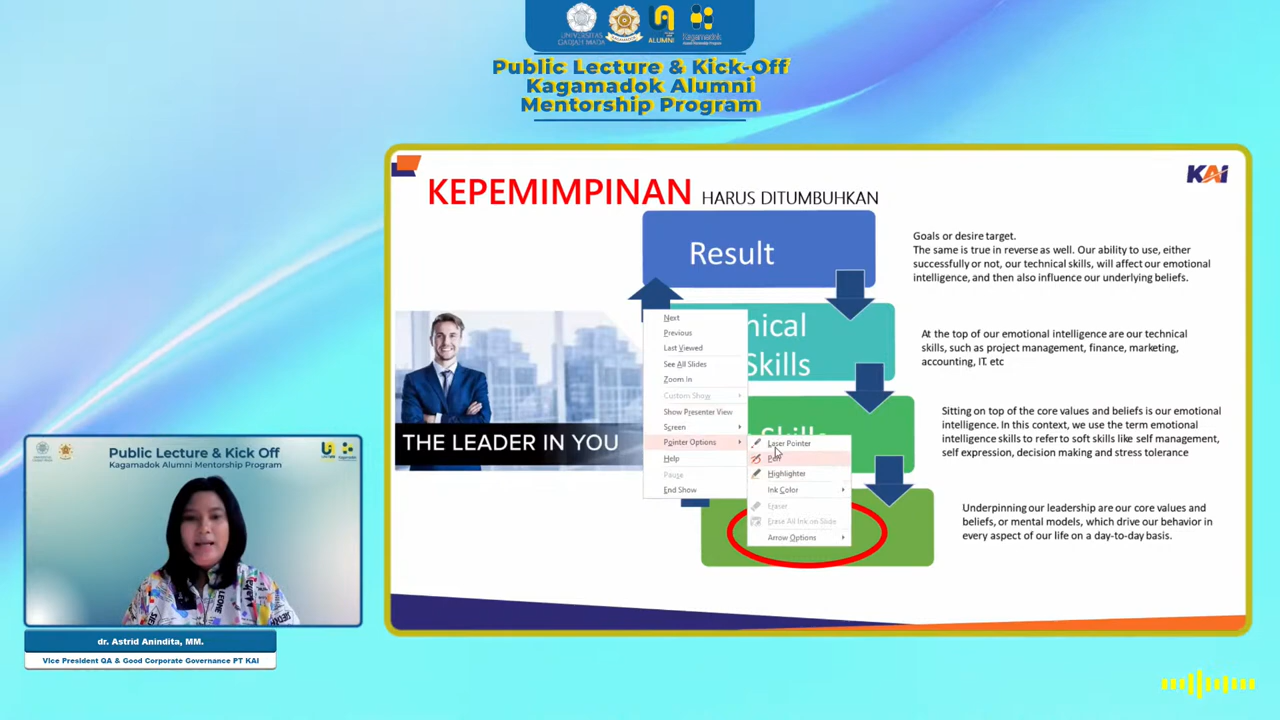 UNIVERSITAS
GADJAH MADA
KAGAMADOK
ALUMNI
Kagamadok
Public Lecture & Kick-Off
Kagamadok Alumni
Mentorship Program
KAI
KEPEMIMPINAN HARUS DITUMBUHKAN
Result
Goals or desire target.
The same is true in reverse as well. Our ability to use, either
successfully or not, our technical skills, will affect our emotional
intelligence, and then also influence our underlying beliefs.
nical
Skills
At the top of our emotional intelligence are our technical
skills, such as project management, finance, marketing,
accounting, IT. etc
Skills
Sitting on top of the core values and beliefs is our emotional
intelligence. In this context, we use the term emotional
intelligence skills to refer to soft skills like self management,
self expression, decision making and stress tolerance
Underpinning our leadership are our core values and
beliefs, or mental models, which drive our behavior in
every aspect of our life on a day-to-day basis.
THE LEADER IN YOU
Next
Previous
Last Viewed
See All Slides
Zoom In
Custom Show
Show Presenter View
Screen
Pointer Options
Help
Pause
End Show
Laser Pointer
Pen
Highlighter
Ink Color
Eraser
Erase All Ink on Slide
Arrow Options
Public Lecture & Kick Off
Kagamadok Alumni Mentorship Program
dr. Astrid Anindita, MM.
Vice President QA & Good Corporate Governance PT KAI